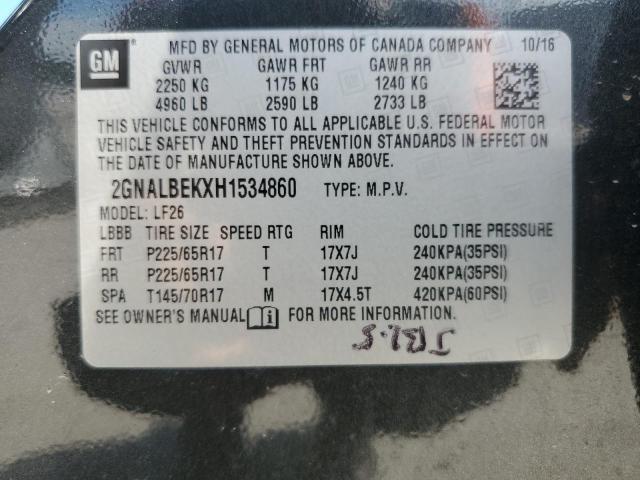 GM
MFD BY GENERAL MOTORS OF CANADA COMPANY 10/16
GVWR GAWR FRT GAWR RR
2250 KG 1175 KG 1240 KG
4960 LB 2590 LB 2733 LB
THIS VEHICLE CONFORMS TO ALL APPLICABLE U.S. FEDERAL MOTOR
VEHICLE SAFETY AND THEFT PREVENTION STANDARDS IN EFFECT ON
THE DATE OF MANUFACTURE SHOWN ABOVE.
2GNALBEKXH1534860 TYPE: M.P.V.
MODEL: LF26
LBBB TIRE SIZE SPEED RTG RIM COLD TIRE PRESSURE
FRT P225/65R17 T 17X7J 240KPA(35PSI)
RR P225/65R17 T 17X7J 240KPA(35PSI)
SPA T145/70R17 M 17X4.5T 420KPA(60PSI)
SEE OWNER'S MANUAL FOR MORE INFORMATION.